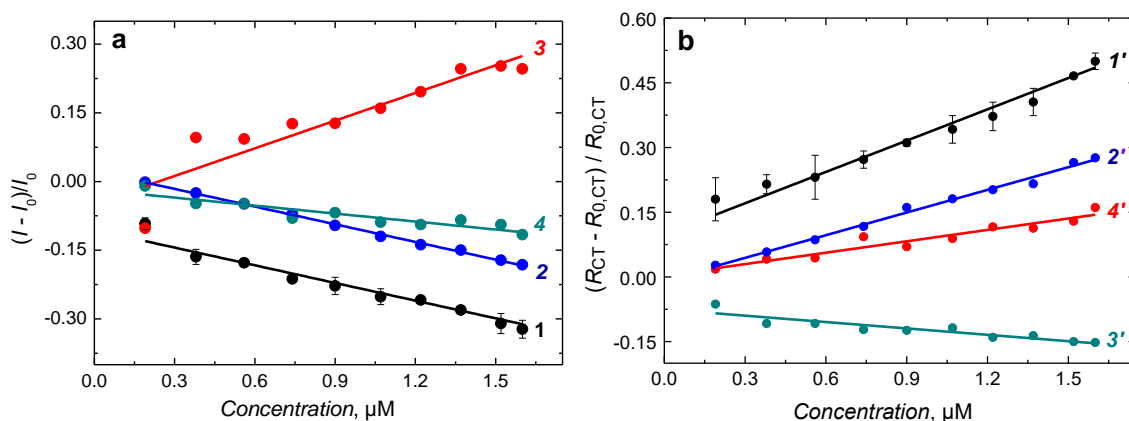 a
0.30
0.15
0.00
-0.15
-0.30
(I - I₀)/I₀
3
4
2
1
0.0 0.3 0.6 0.9 1.2 1.5
Concentration, µM
b
0.60
0.45
0.30
0.15
0.00
-0.15
(R_CT - R_0,CT) / R_0,CT
1'
2'
4'
3'
0.0 0.3 0.6 0.9 1.2 1.5
Concentration, µM